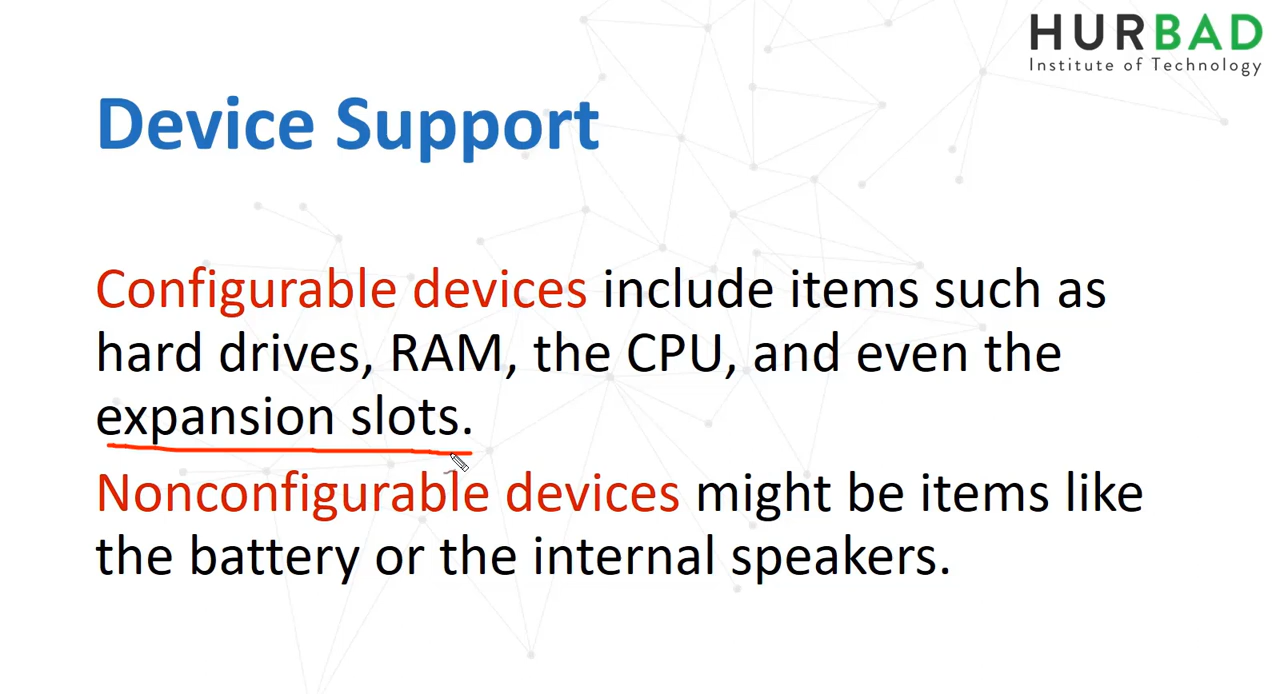 HURBAD
Institute of Technology
Device Support
Configurable devices include items such as
hard drives, RAM, the CPU, and even the
expansion slots.
Nonconfigurable devices might be items like
the battery or the internal speakers.